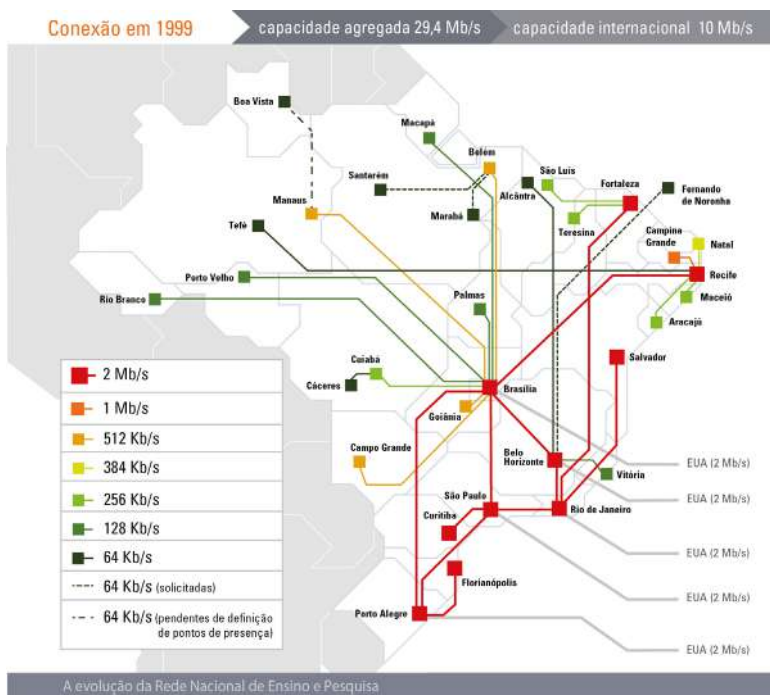 Conexão em 1999
capacidade agregada 29,4 Mb/s
capacidade internacional 10 Mb/s
Boa Vista
Macapá
Belém
São Luís
Fortaleza
Santarém
Alcântra
Fernando
de Noronha
Manaus
Marabá
Teresina
Tefé
Campina
Grande
Natal
Recife
Porto Velho
Palmas
Maceió
Rio Branco
Aracajú
Salvador
Cuiabá
Cáceres
Brasília
Goiânia
Campo Grande
Belo
Horizonte
Vitória
São Paulo
Curitiba
Rio de Janeiro
Florianópolis
Porto Alegre
EUA (2 Mb/s)
EUA (2 Mb/s)
EUA (2 Mb/s)
EUA (2 Mb/s)
EUA (2 Mb/s)
2 Mb/s
1 Mb/s
512 Kb/s
384 Kb/s
256 Kb/s
128 Kb/s
64 Kb/s
64 Kb/s (solicitadas)
64 Kb/s (pendentes de definição
de pontos de presença)
A evolução da Rede Nacional de Ensino e Pesquisa